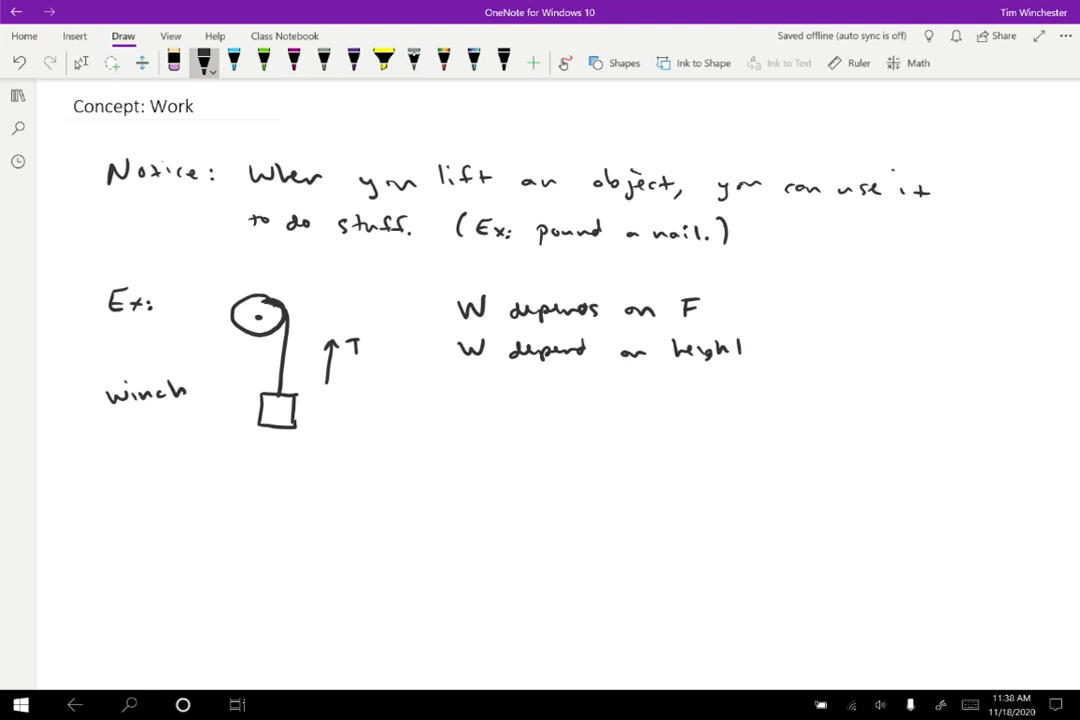 OneNote for Windows 10
Tim Winchester
Home Insert Draw View Help Class Notebook
Saved offline (auto sync is off)
Share
Shapes
Ink to Shape
Ink to Text
Ruler
Math
Concept: Work
Notice: When you lift an object, you can use it
to do stuff. (Ex: pound a nail.)
Ex:
W depends on F
T
W depend on height
winch
11:38 AM
11/18/2020